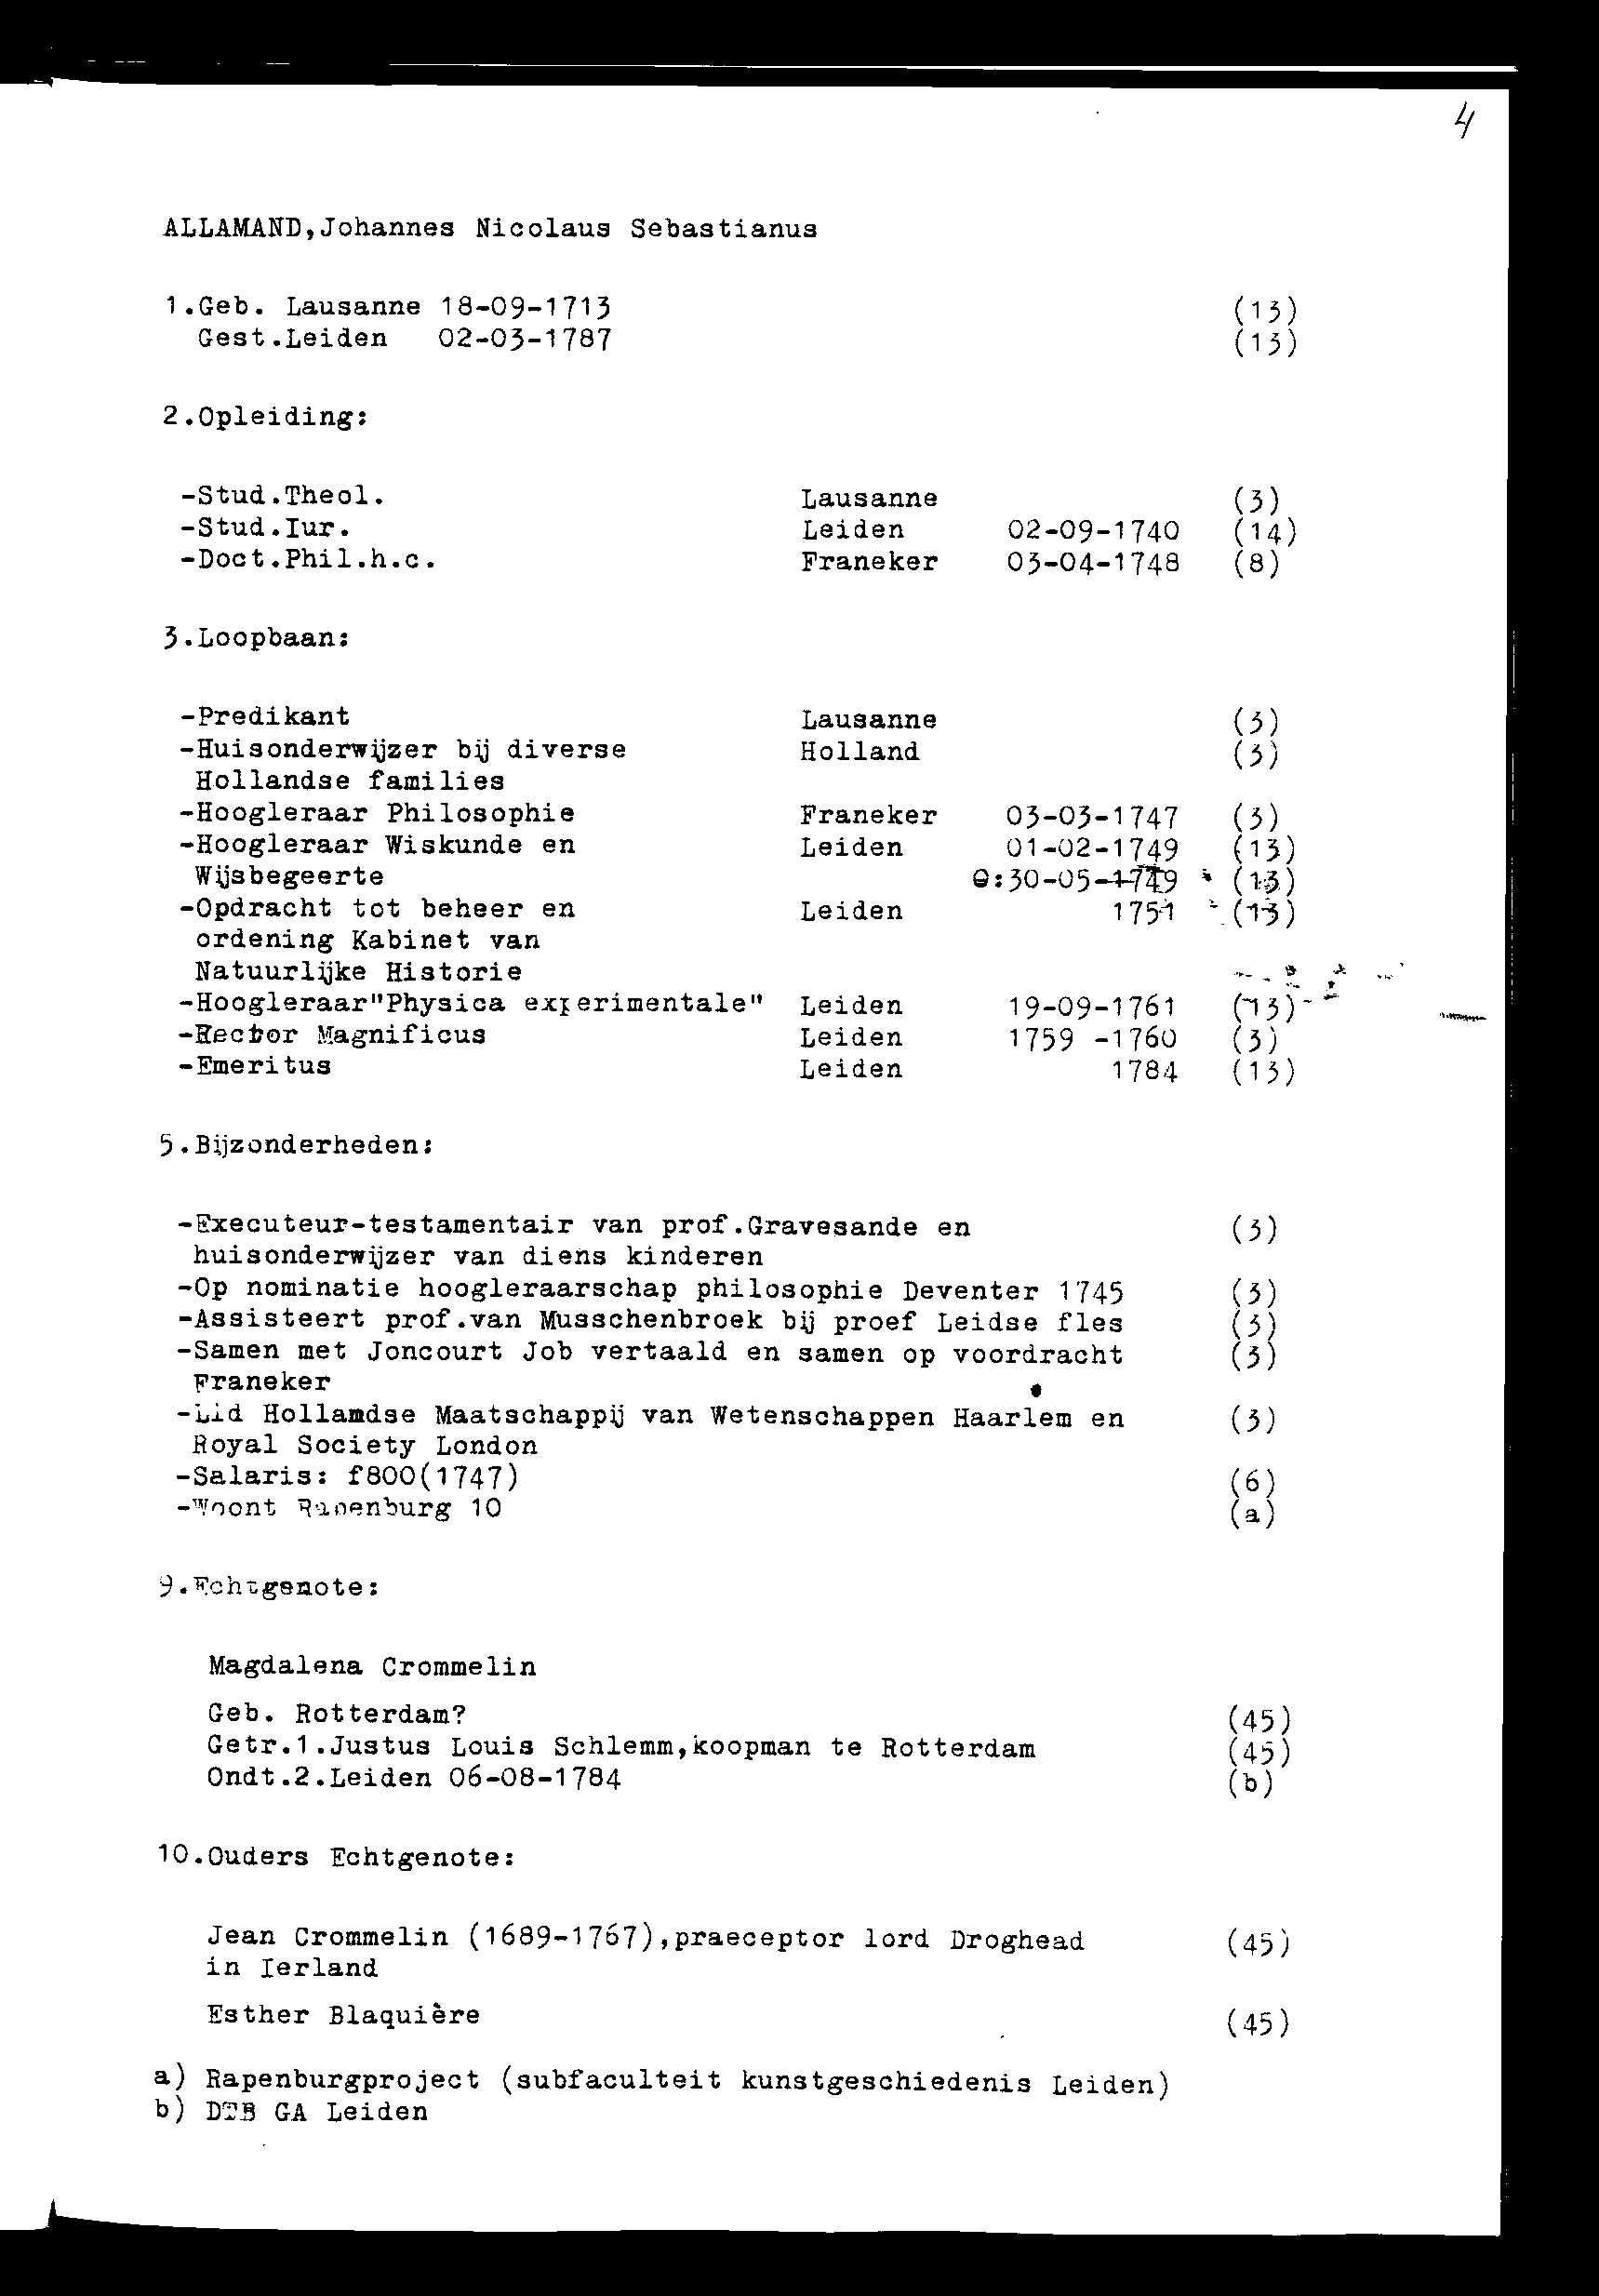 4
ALLAMAND,Johannes Nicolaus Sebastianus
1.Geb. Lausanne 18-09-1713 (13)
Gest.Leiden 02-03-1787 (13)
2.Opleiding:
-Stud.Theol. Lausanne (3)
-Stud.Iur. Leiden 02-09-1740 (14)
-Doct.Phil.h.c. Franeker 03-04-1748 (8)
3.Loopbaan:
-Predikant Lausanne (3)
-Huisonderwijzer bij diverse Holland (3)
Hollandse families
-Hoogleraar Philosophie Franeker 03-03-1747 (3)
-Hoogleraar Wiskunde en Leiden 01-02-1749 (13)
Wijsbegeerte O:30-05-1749 (13)
-Opdracht tot beheer en Leiden 1751 (13)
ordening Kabinet van
Natuurlijke Historie
-Hoogleraar"Physica experimentale" Leiden 19-09-1761 (13)
-Rector Magnificus Leiden 1759 -1760 (3)
-Emeritus Leiden 1784 (13)
5.Bijzonderheden:
-Executeur-testamentair van prof.Gravesande en (3)
huisonderwijzer van diens kinderen
-Op nominatie hoogleraarschap philosophie Deventer 1745 (3)
-Assisteert prof.van Musschenbroek bij proef Leidse fles (3)
-Samen met Joncourt Job vertaald en samen op voordracht (3)
Franeker
-Lid Hollandse Maatschappij van Wetenschappen Haarlem en (3)
Royal Society London
-Salaris: f800(1747) (6)
-Woont Rapenburg 10 (a)
9.Echtgenote:
Magdalena Crommelin
Geb. Rotterdam? (45)
Getr.1.Justus Louis Schlemm,koopman te Rotterdam (45)
Ondt.2.Leiden 06-08-1784 (b)
10.Ouders Echtgenote:
Jean Crommelin (1689-1767),praeceptor lord Droghead (45)
in Ierland
Esther Blaquière (45)
a) Rapenburgproject (subfaculteit kunstgeschiedenis Leiden)
b) DTB GA Leiden